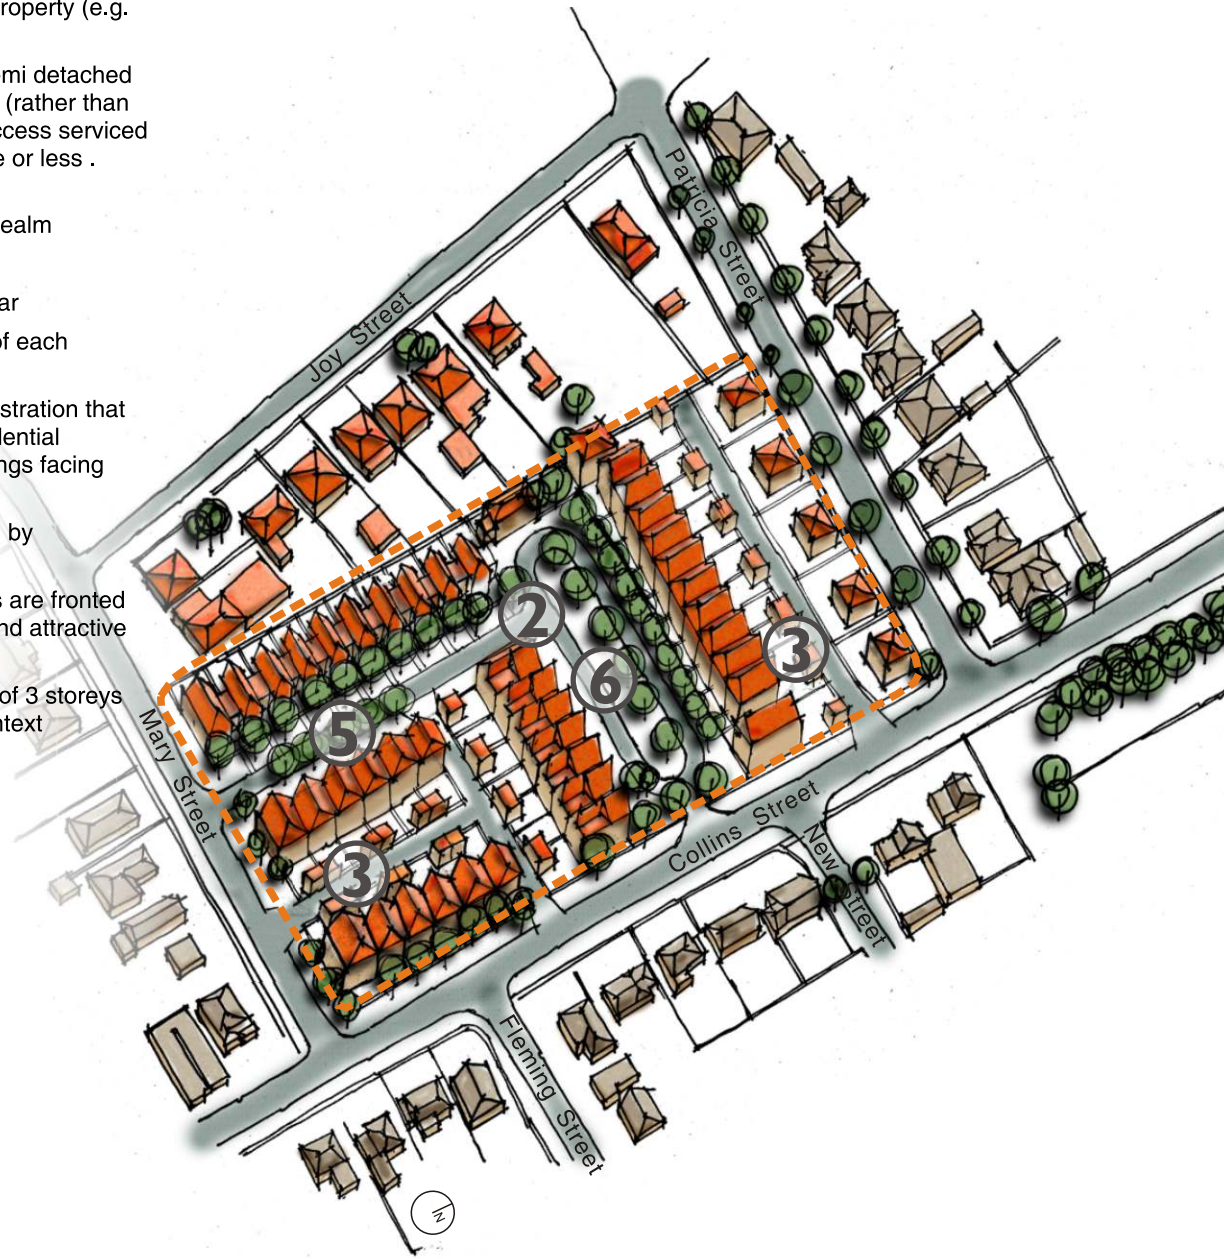 roperty (e.g.
mi detached
(rather than
ccess serviced
e or less .
ealm
ar
of each
stration that
dential
ngs facing
by
s are fronted
nd attractive
of 3 storeys
ntext
Patricia Street
Joy Street
2
3
6
5
Mary Street
3
Collins Street
New Street
Fleming Street
N